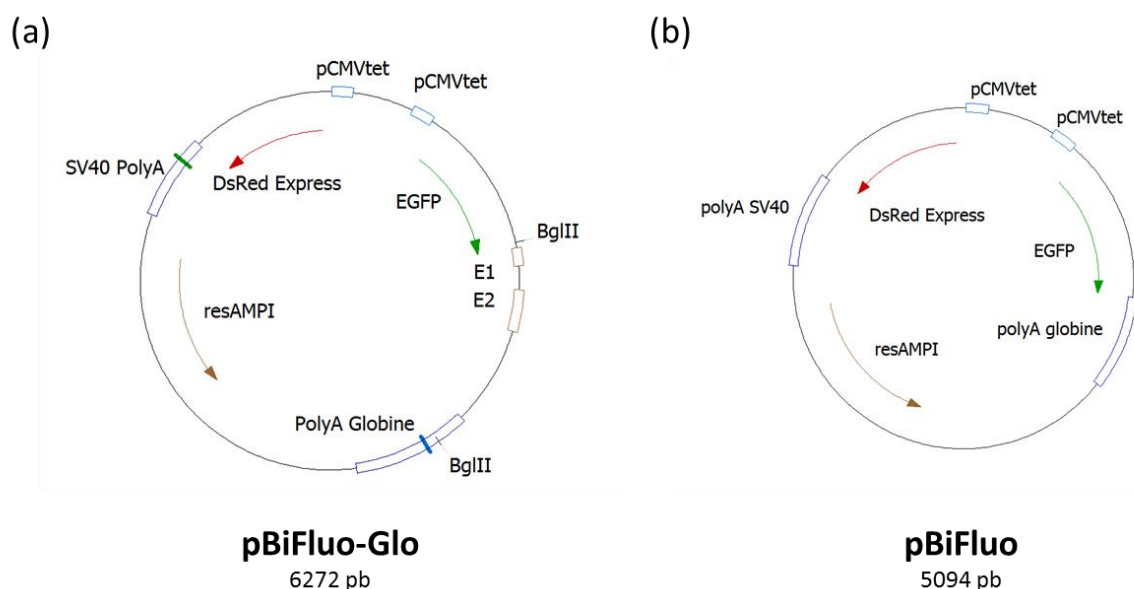 (a)
pCMVtet
pCMVtet
SV40 PolyA
DsRed Express
EGFP
BglII
E1
E2
resAMPI
PolyA Globine
BglII
pBiFluo-Glo
6272 pb
(b)
pCMVtet
pCMVtet
polyA SV40
DsRed Express
EGFP
polyA globine
resAMPI
pBiFluo
5094 pb